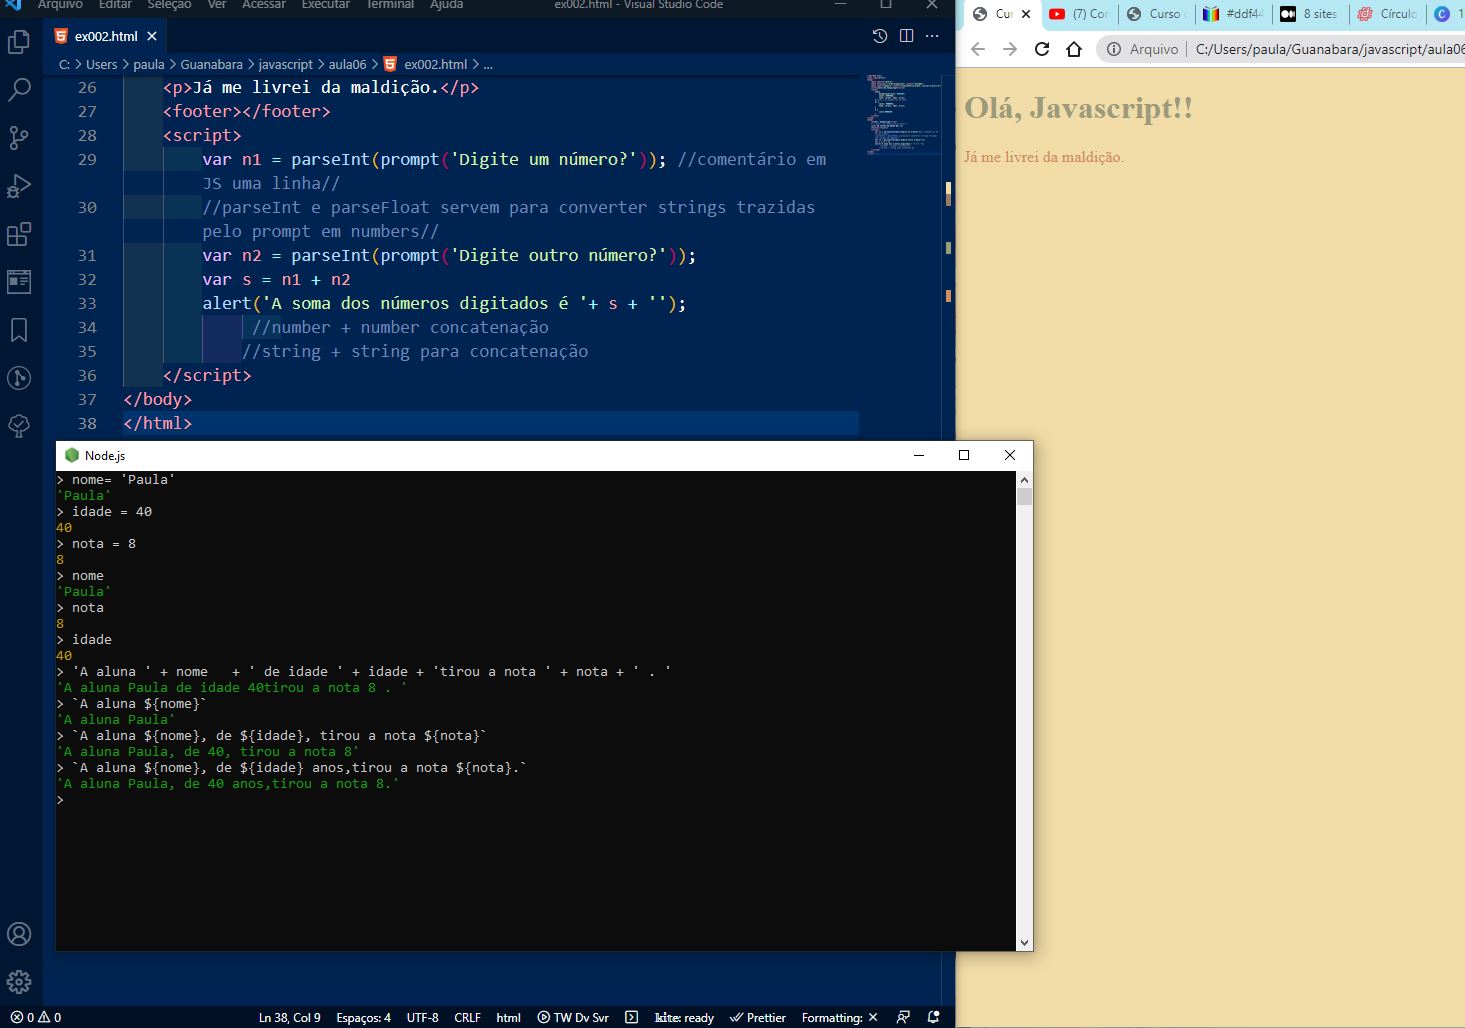 Arquivo Editar Seleção Ver Acessar Executar Terminal Ajuda ex002.html - Visual Studio Code
ex002.html
C: > Users > paula > Guanabara > javascript > aula06 > ex002.html > ...
26 <p>Já me livrei da maldição.</p>
27 <footer></footer>
28 <script>
29 var n1 = parseInt(prompt('Digite um número?')); //comentário em
JS uma linha//
30 //parseInt e parseFloat servem para converter strings trazidas
pelo prompt em numbers//
31 var n2 = parseInt(prompt('Digite outro número?'));
32 var s = n1 + n2
33 alert('A soma dos números digitados é '+ s + '');
34 //number + number concatenação
35 //string + string para concatenação
36 </script>
37 </body>
38 </html>
Node.js
> nome= 'Paula'
'Paula'
> idade = 40
40
> nota = 8
8
> nome
'Paula'
> nota
8
> idade
40
> 'A aluna ' + nome   + ' de idade ' + idade + 'tirou a nota ' + nota + ' . '
'A aluna Paula de idade 40tirou a nota 8 . '
> `A aluna ${nome}`
'A aluna Paula'
> `A aluna ${nome}, de ${idade}, tirou a nota ${nota}`
'A aluna Paula, de 40, tirou a nota 8'
> `A aluna ${nome}, de ${idade} anos,tirou a nota ${nota}.`
'A aluna Paula, de 40 anos,tirou a nota 8.'
>
0 0 Ln 38, Col 9 Espaços: 4 UTF-8 CRLF html TW Dv Svr kite: ready Prettier Formatting: ×
Cur (7) Cor Curso #ddf44 8 sites Círculo C 1
Arquivo | C:/Users/paula/Guanabara/javascript/aula06
Olá, Javascript!!
Já me livrei da maldição.